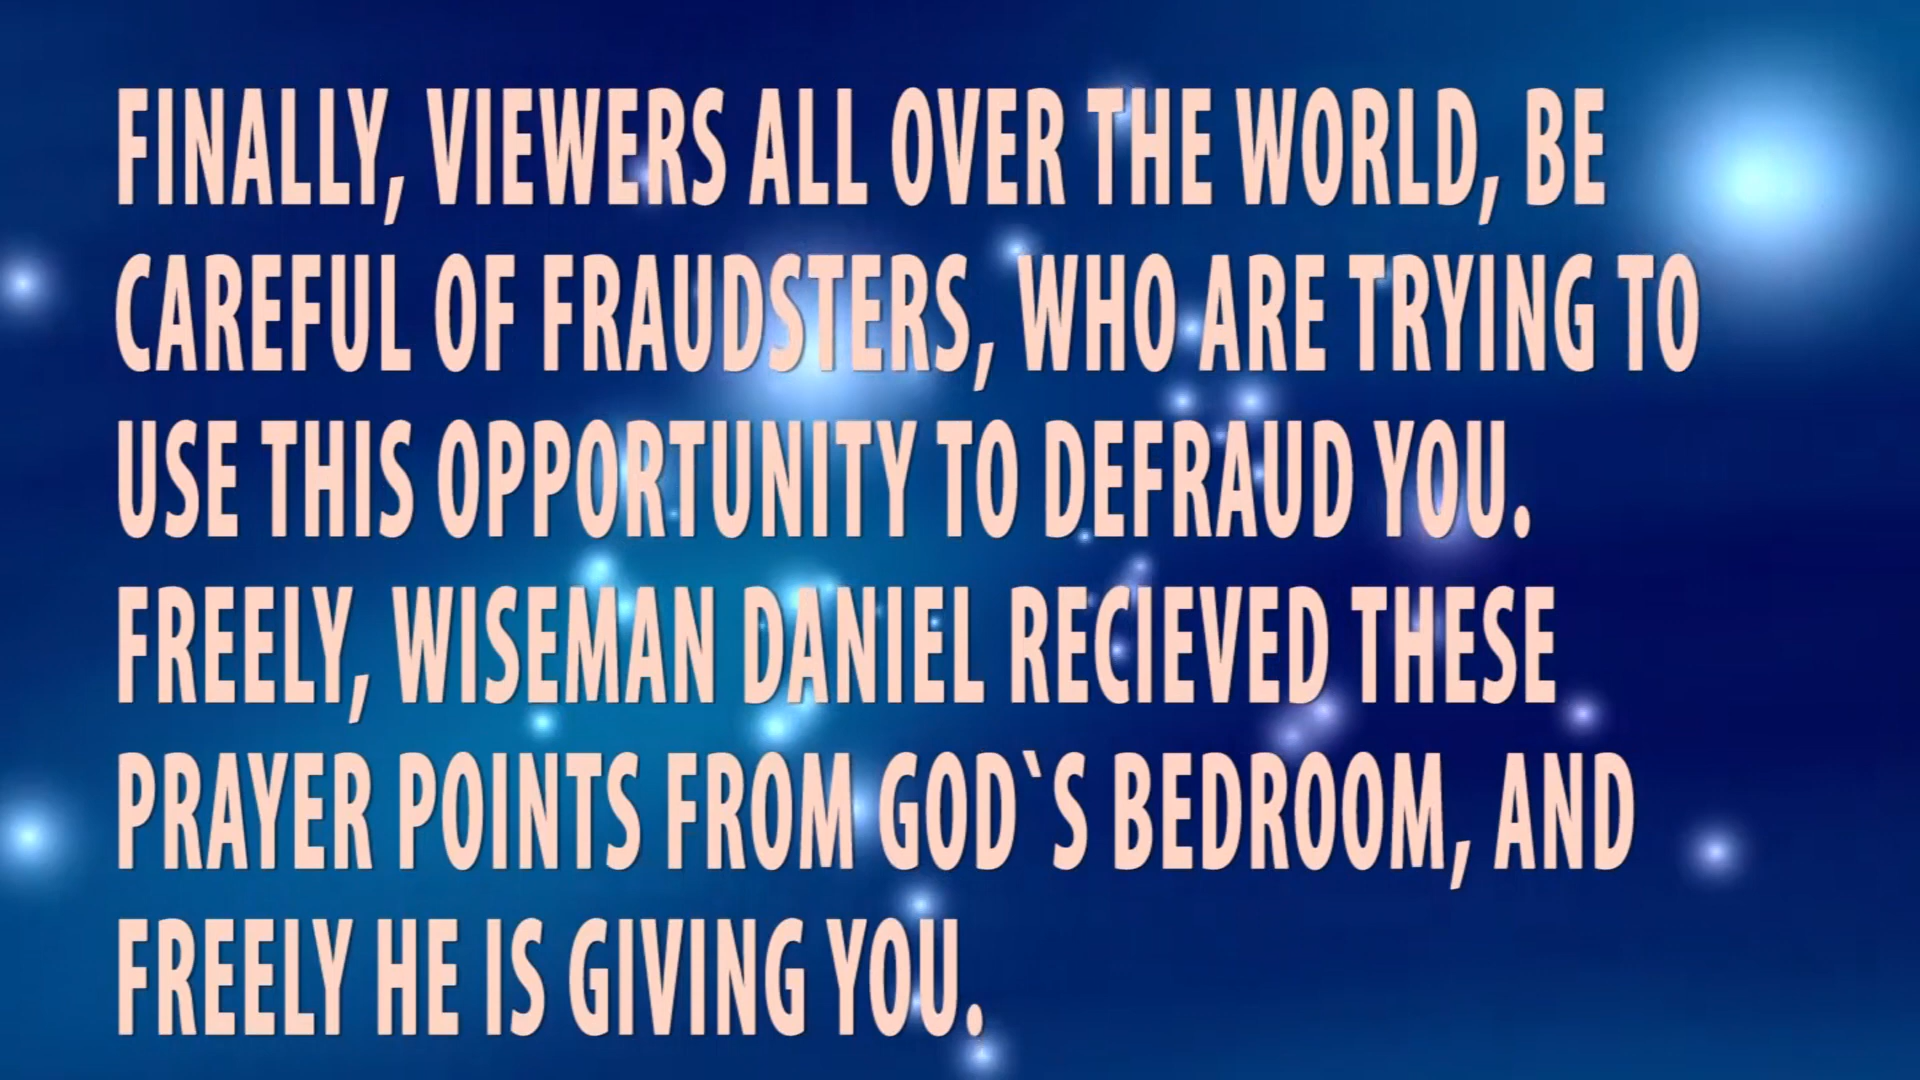 FINALLY, VIEWERS ALL OVER THE WORLD, BE
CAREFUL OF FRAUDSTERS, WHO ARE TRYING TO
USE THIS OPPORTUNITY TO DEFRAUD YOU.
FREELY, WISEMAN DANIEL RECIEVED THESE
PRAYER POINTS FROM GOD`S BEDROOM, AND
FREELY HE IS GIVING YOU.